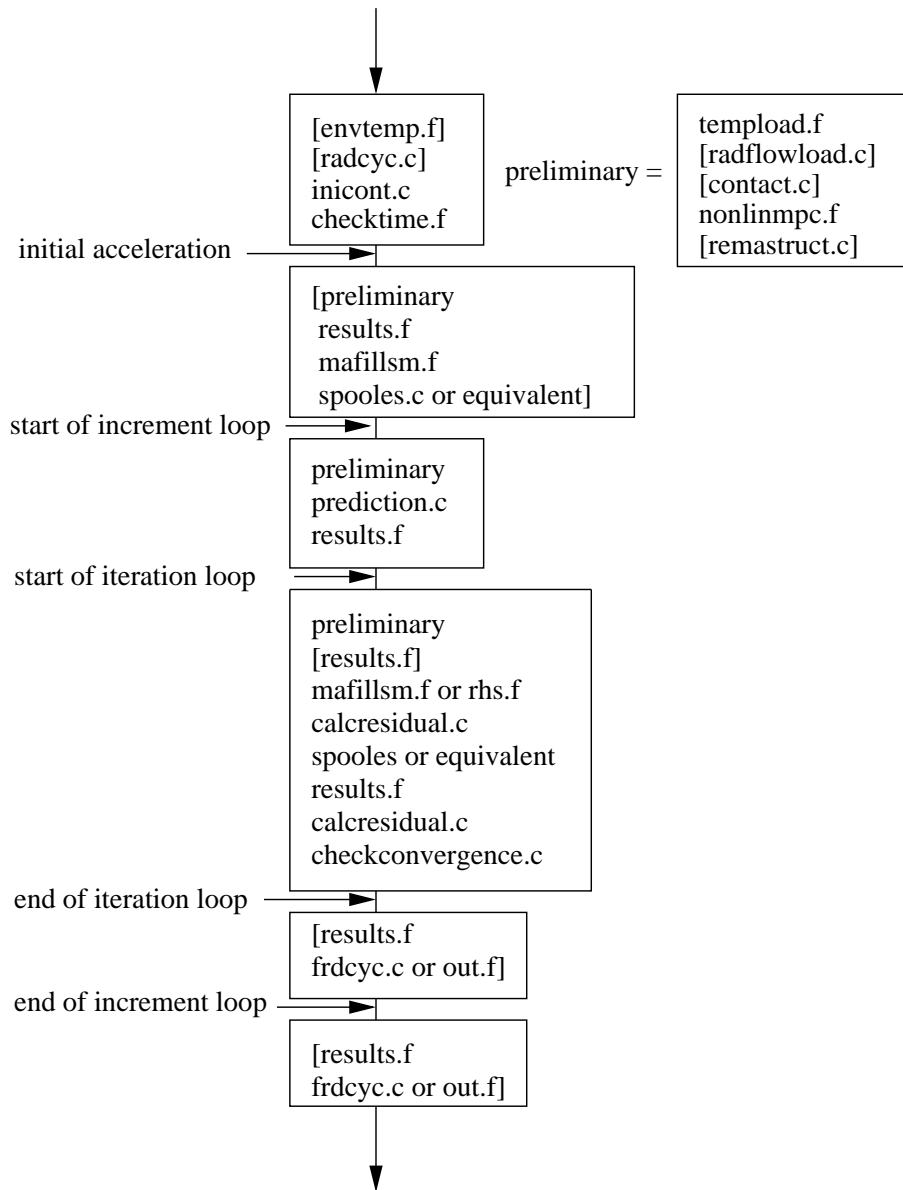 [envtemp.f]
[radcyc.c]
inicont.c
checktime.f
preliminary =
tempload.f
[radflowload.c]
[contact.c]
nonlinmpc.f
[remastruct.c]
initial acceleration
[preliminary
results.f
mafillsm.f
spooles.c or equivalent]
start of increment loop
preliminary
prediction.c
results.f
start of iteration loop
preliminary
[results.f]
mafillsm.f or rhs.f
calcresidual.c
spooles or equivalent
results.f
calcresidual.c
checkconvergence.c
end of iteration loop
[results.f
frdcyc.c or out.f]
end of increment loop
[results.f
frdcyc.c or out.f]